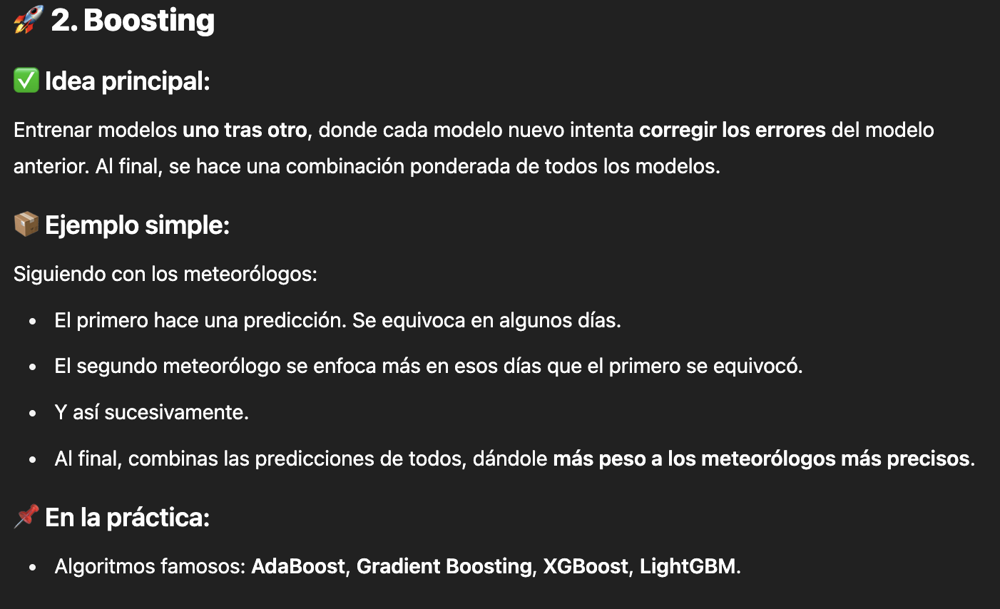 🚀 2. Boosting
✅ Idea principal:
Entrenar modelos uno tras otro, donde cada modelo nuevo intenta corregir los errores del modelo
anterior. Al final, se hace una combinación ponderada de todos los modelos.
📦 Ejemplo simple:
Siguiendo con los meteorólogos:
• El primero hace una predicción. Se equivoca en algunos días.
• El segundo meteorólogo se enfoca más en esos días que el primero se equivocó.
• Y así sucesivamente.
• Al final, combinas las predicciones de todos, dándole más peso a los meteorólogos más precisos.
📌 En la práctica:
• Algoritmos famosos: AdaBoost, Gradient Boosting, XGBoost, LightGBM.